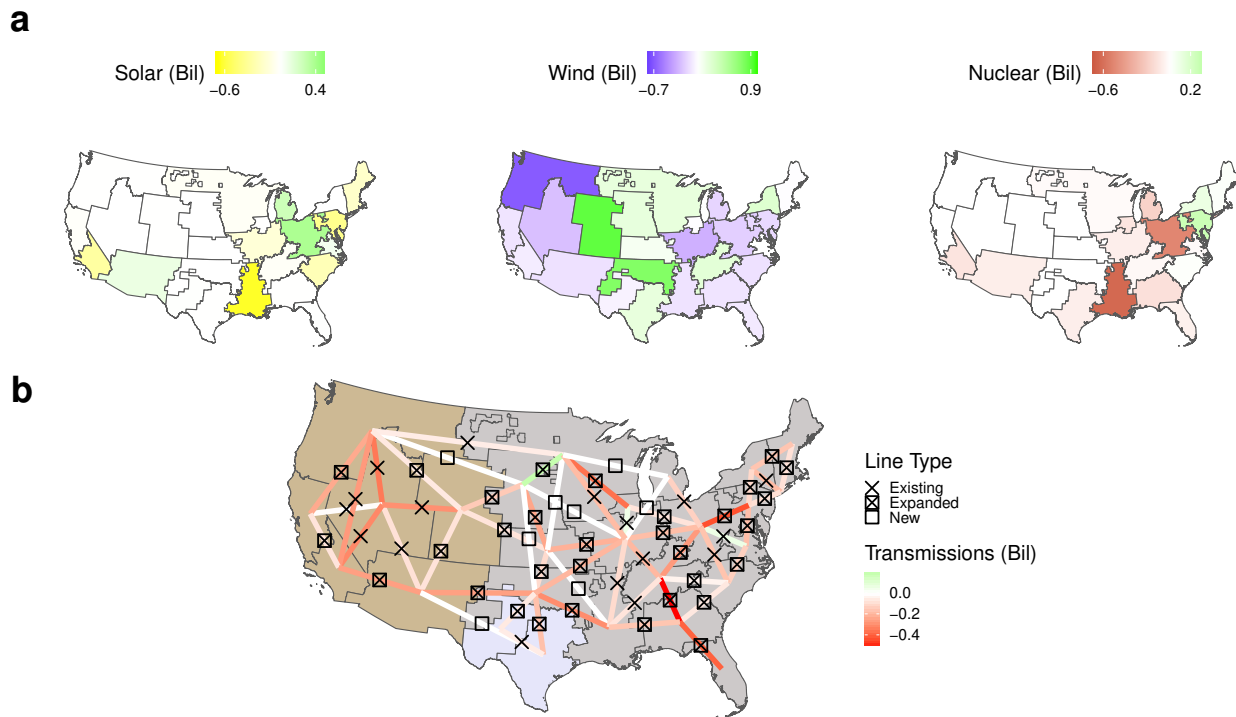 a
Solar (Bil)
−0.6 0.4
Wind (Bil)
−0.7 0.9
Nuclear (Bil)
−0.6 0.2
b
Line Type
Existing
Expanded
New
Transmissions (Bil)
0.0
−0.2
−0.4